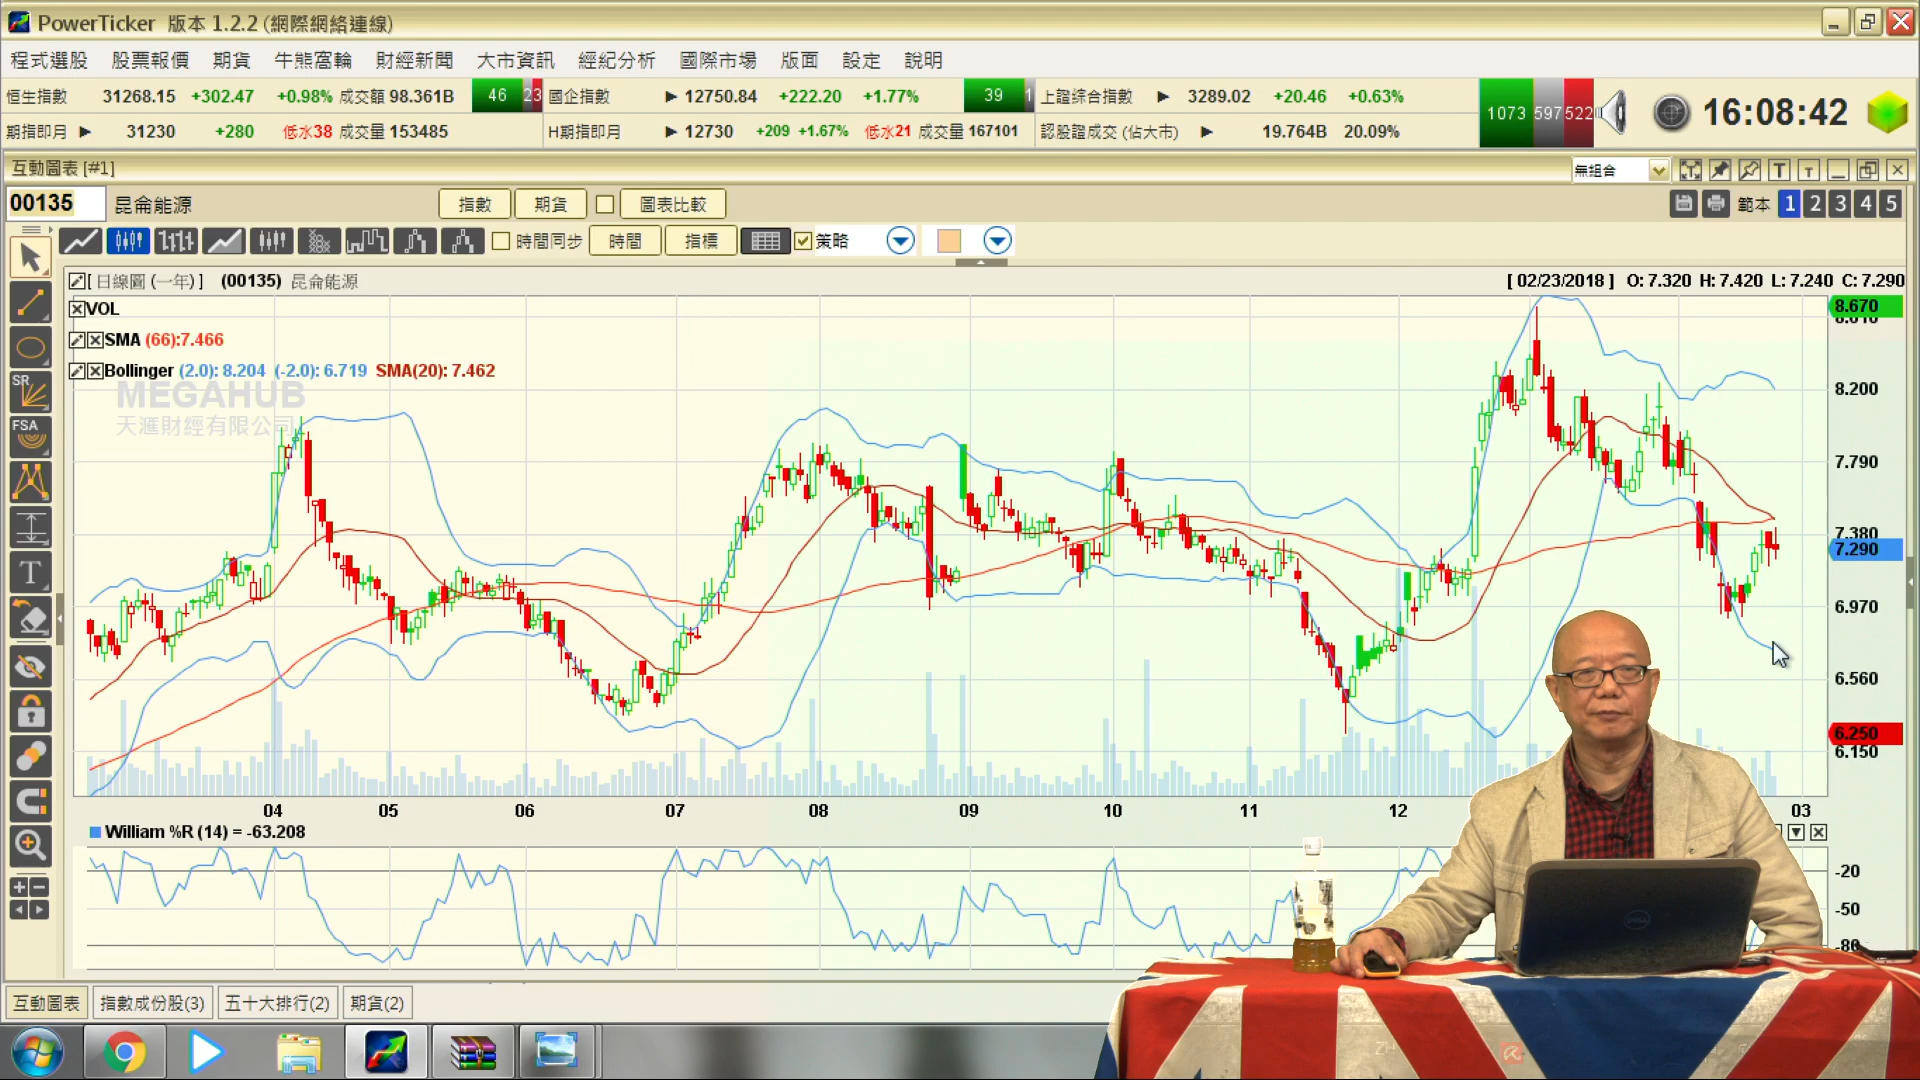 PowerTicker 版本 1.2.2 (網際網絡連線)
程式選股 股票報價 期貨 牛熊窩輪 財經新聞 大市資訊 經紀分析 國際市場 版面 設定 說明
恒生指數 31268.15 +302.47 +0.98% 成交額 98.361B 46 23 國企指數 12750.84 +222.20 +1.77% 39 1 上證綜合指數 3289.02 +20.46 +0.63%
期指即月 31230 +280 低水38 成交量 153485 H期指即月 12730 +209 +1.67% 低水21 成交量 167101 認股證成交 (佔大市) 19.764B 20.09%
1073 597 522 16:08:42
互動圖表 [#1] 無組合 T T
00135 昆侖能源 指數 期貨 圖表比較 範本 1 2 3 4 5
時間同步 時間 指標 策略
[ 日線圖 (一年) ] (00135) 昆侖能源 [ 02/23/2018 ] O: 7.320 H: 7.420 L: 7.240 C: 7.290
VOL
SMA (66):7.466
Bollinger (2.0): 8.204 (-2.0): 6.719 SMA(20): 7.462
MEGAHUB
天滙財經有限公司
SR
FSA
T
8.670
8.610
8.200
7.790
7.380
7.290
6.970
6.560
6.250
6.150
04 05 06 07 08 09 10 11 12 03
William %R (14) = -63.208
-20
-50
-80
互動圖表 指數成份股(3) 五十大排行(2) 期貨(2)
DELL